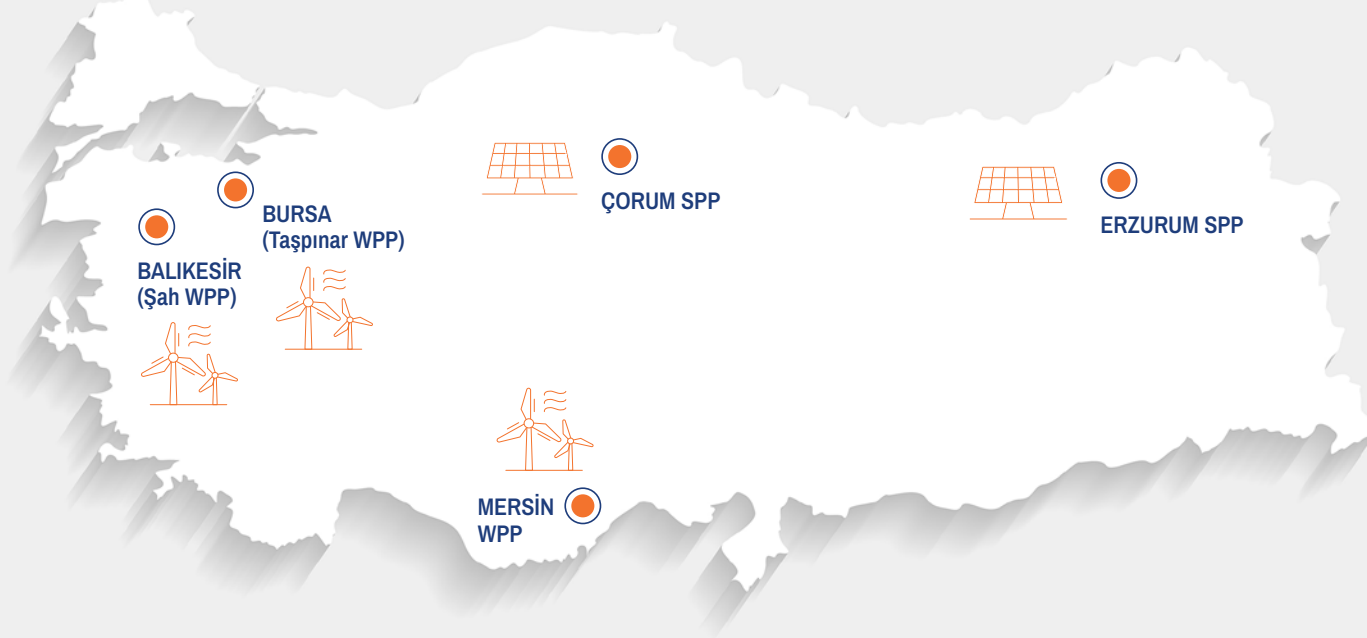 BURSA
(Taşpınar WPP)
BALIKESİR
(Şah WPP)
ÇORUM SPP
ERZURUM SPP
MERSİN
WPP